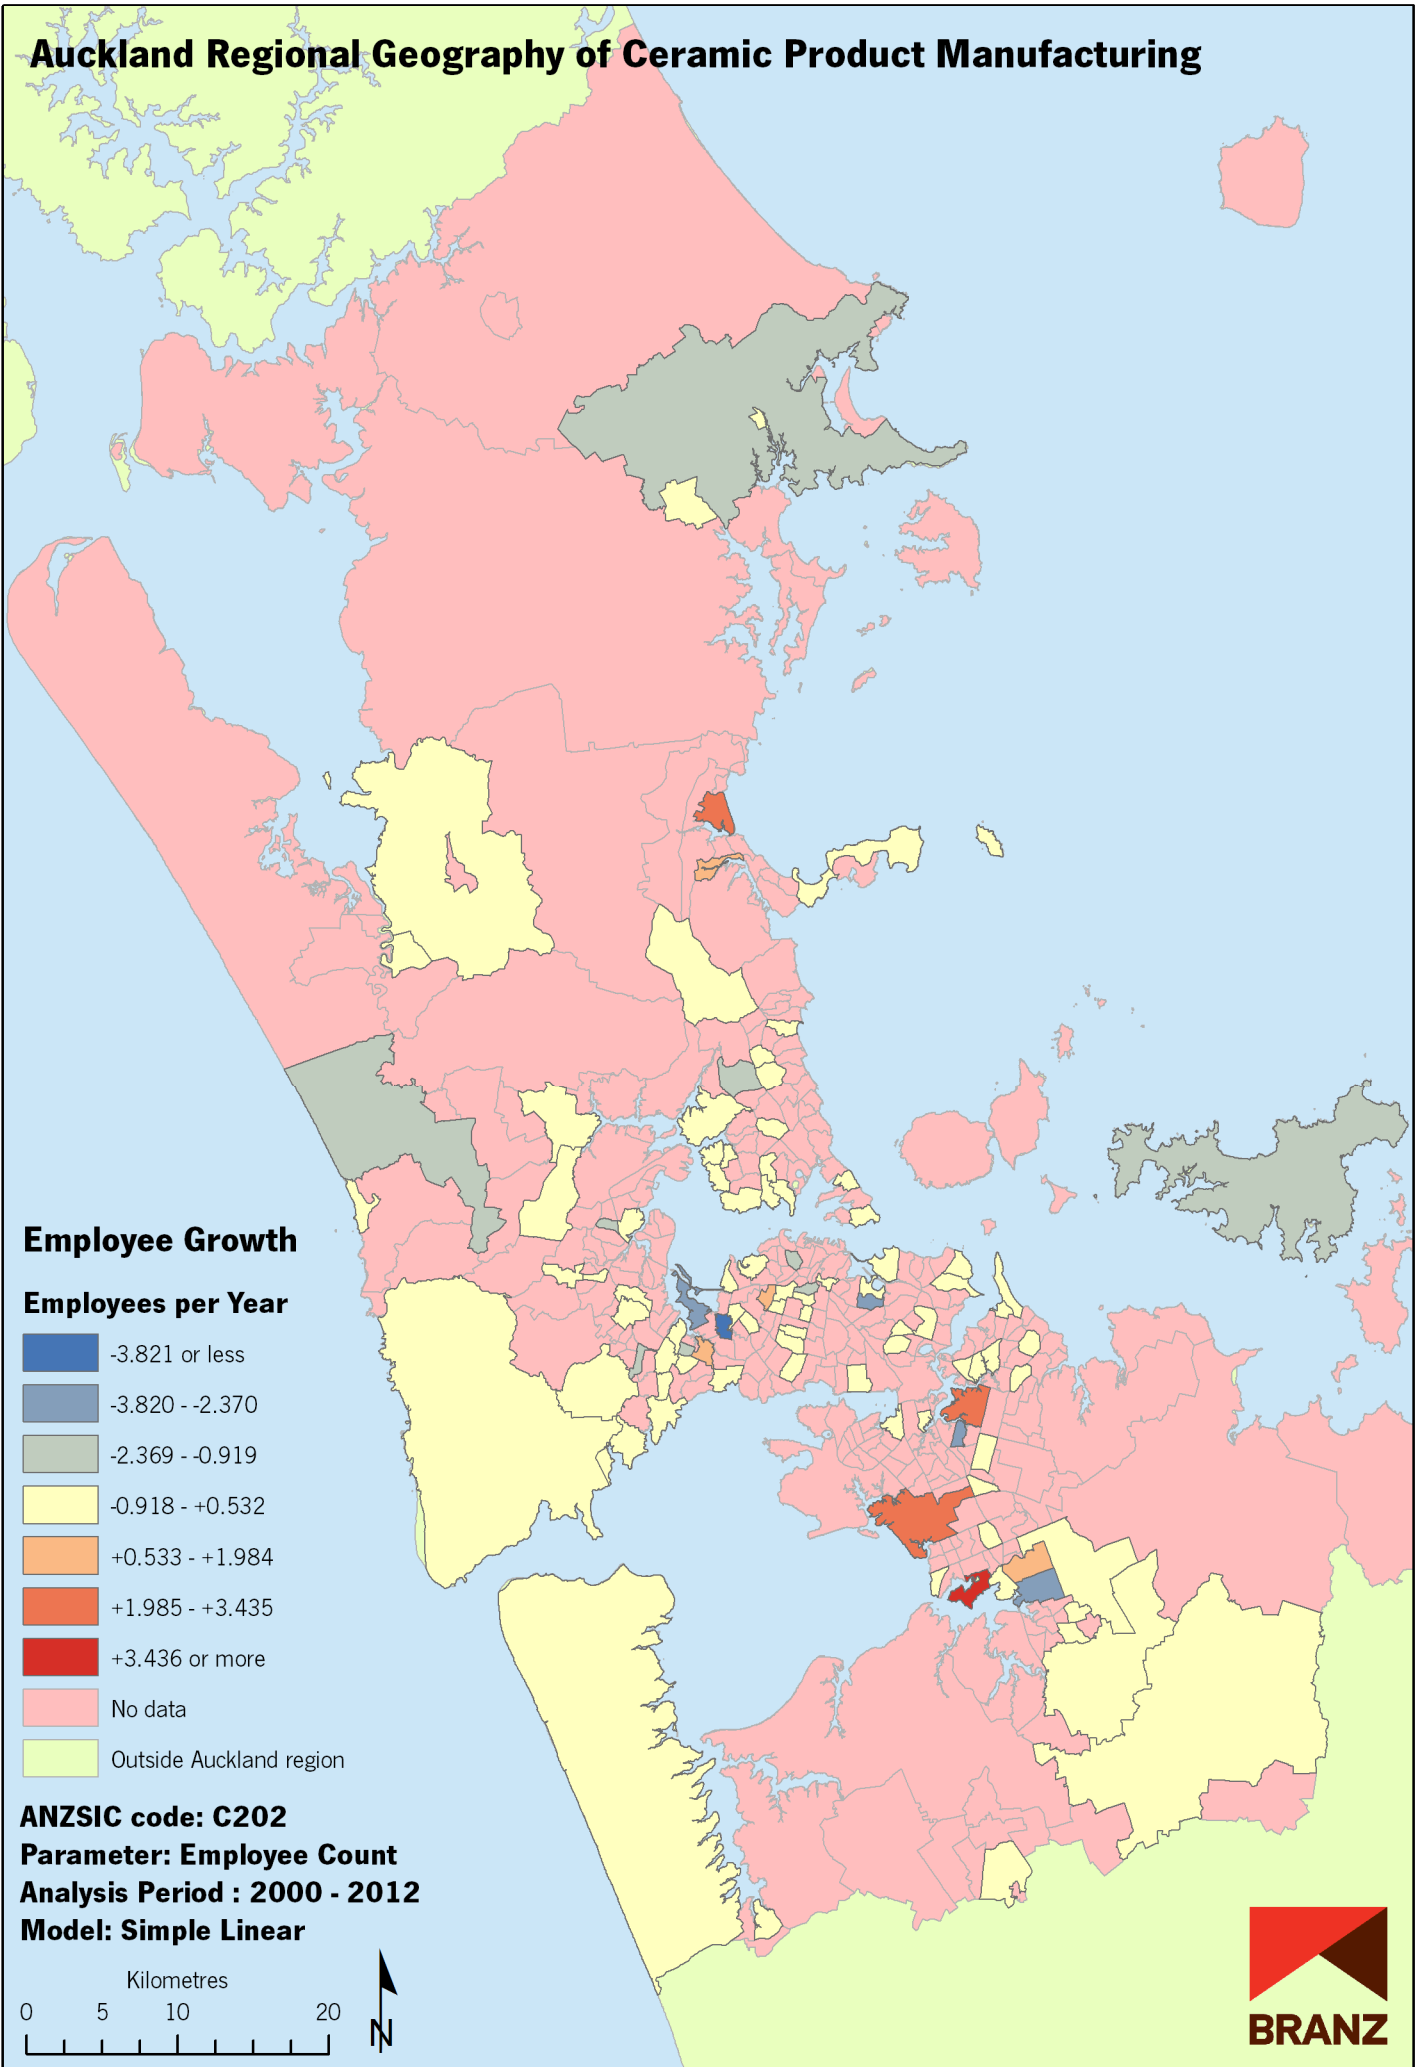 Auckland Regional Geography of Ceramic Product Manufacturing
Employee Growth
Employees per Year
-3.821 or less
-3.820 - -2.370
-2.369 - -0.919
-0.918 - +0.532
+0.533 - +1.984
+1.985 - +3.435
+3.436 or more
No data
Outside Auckland region
ANZSIC code: C202
Parameter: Employee Count
Analysis Period : 2000 - 2012
Model: Simple Linear
Kilometres
0 5 10 20
N
BRANZ